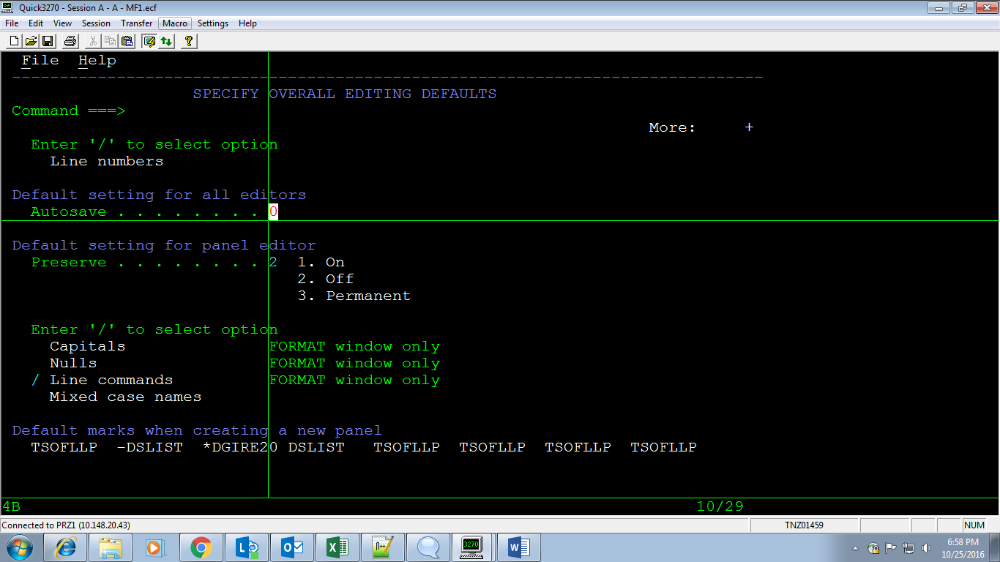 Quick3270 - Session A - A - MF1.ecf
File Edit View Session Transfer Macro Settings Help
File Help
--------------------------------------------------------------------------------
SPECIFY OVERALL EDITING DEFAULTS
Command ===>
More: +
Enter '/' to select option
Line numbers
Default setting for all editors
Autosave . . . . . . . . 0
Default setting for panel editor
Preserve . . . . . . . . 2 1. On
2. Off
3. Permanent
Enter '/' to select option
Capitals FORMAT window only
Nulls FORMAT window only
/ Line commands FORMAT window only
Mixed case names
Default marks when creating a new panel
TSOFLLP -DSLIST *DGIRE20 DSLIST TSOFLLP TSOFLLP TSOFLLP TSOFLLP
4B 10/29
Connected to PRZ1 (10.148.20.43) TNZ01459 NUM
3270
6:58 PM
10/25/2016